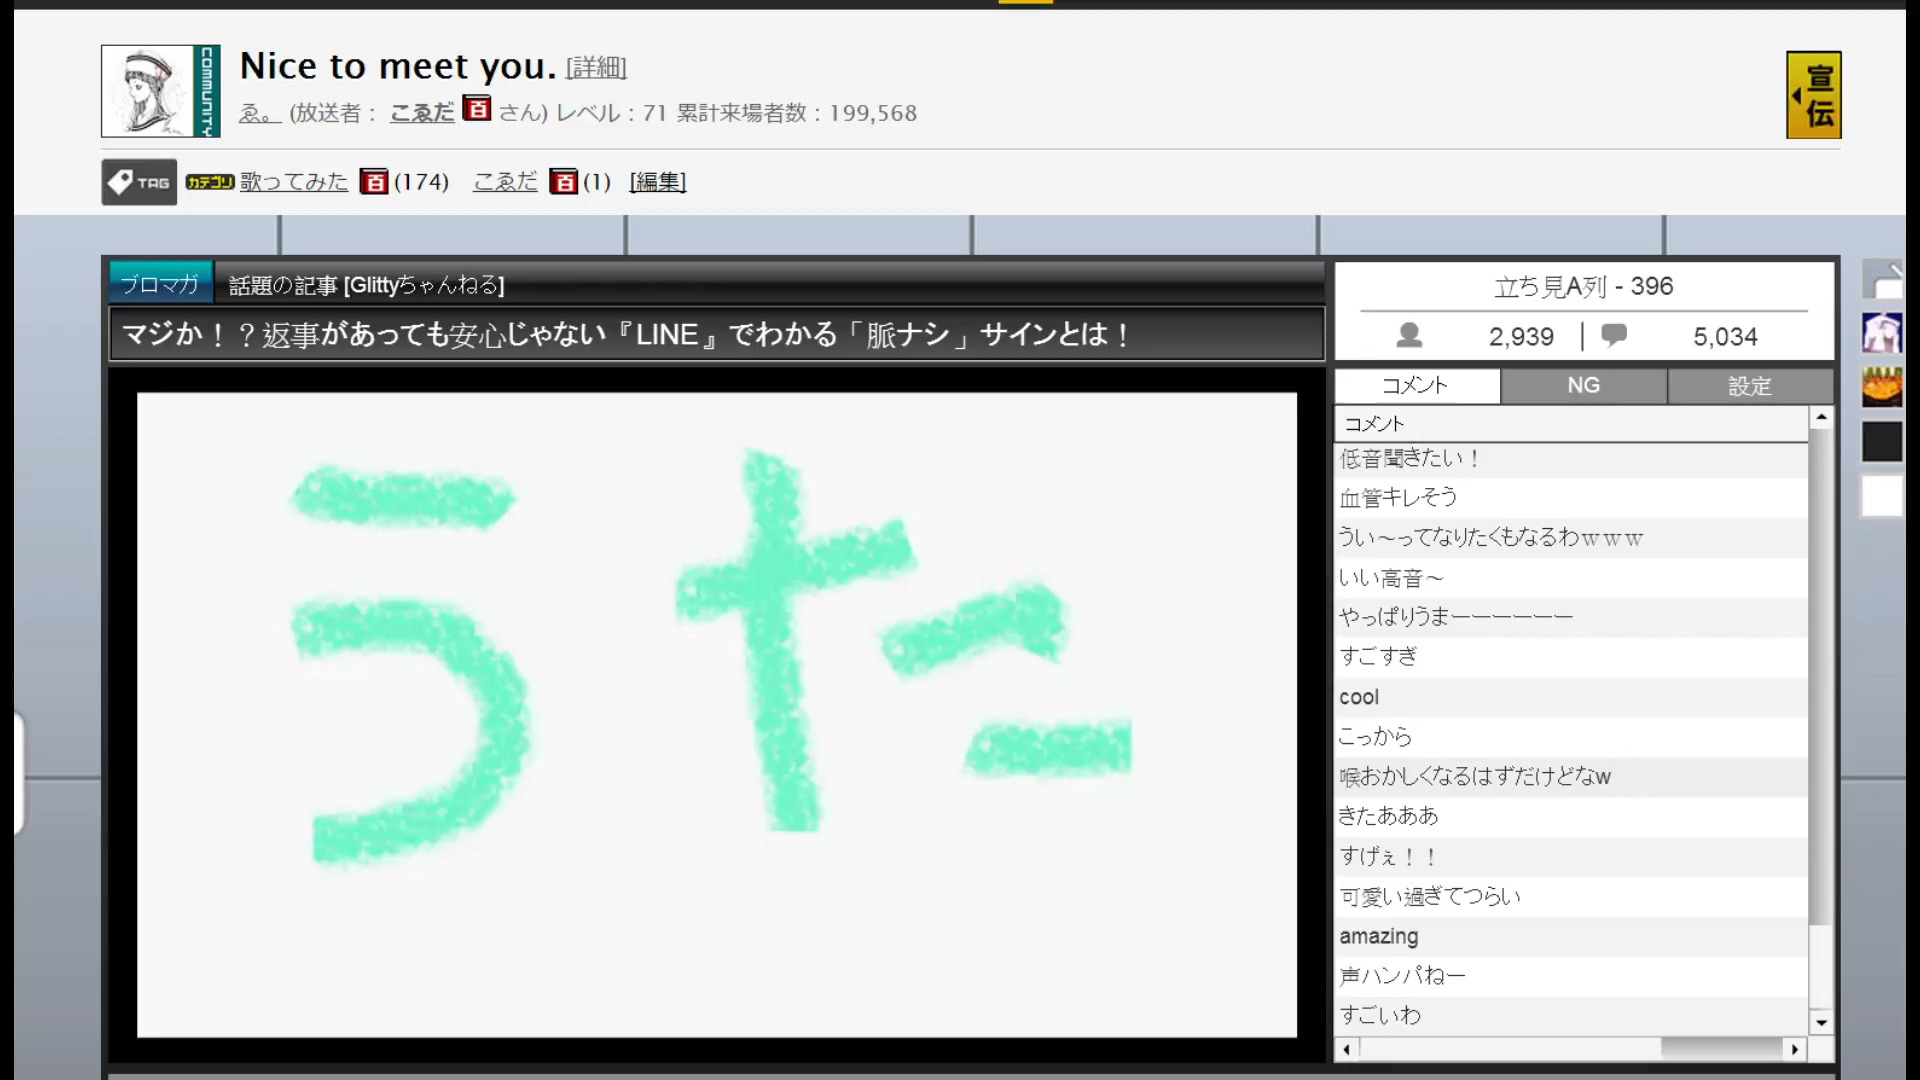 COMMUNITY
Nice to meet you. [詳細]
ゑ。 (放送者： こゑだ 百 さん) レベル：71 累計来場者数：199,568
宣伝
TAG カテゴリ 歌ってみた 百 (174) こゑだ 百 (1) [編集]
ブロマガ 話題の記事 [Glittyちゃんねる]
マジか！？返事があっても安心じゃない『LINE』でわかる「脈ナシ」サインとは！
うた
立ち見A列 - 396
2,939 | 5,034
コメント NG 設定
コメント
低音聞きたい！
血管キレそう
うい～ってなりたくもなるわｗｗｗ
いい高音～
やっぱりうまーーーーーー
すごすぎ
cool
こっから
喉おかしくなるはずだけどなw
きたあああ
すげぇ！！
可愛い過ぎてつらい
amazing
声ハンパねー
すごいわ